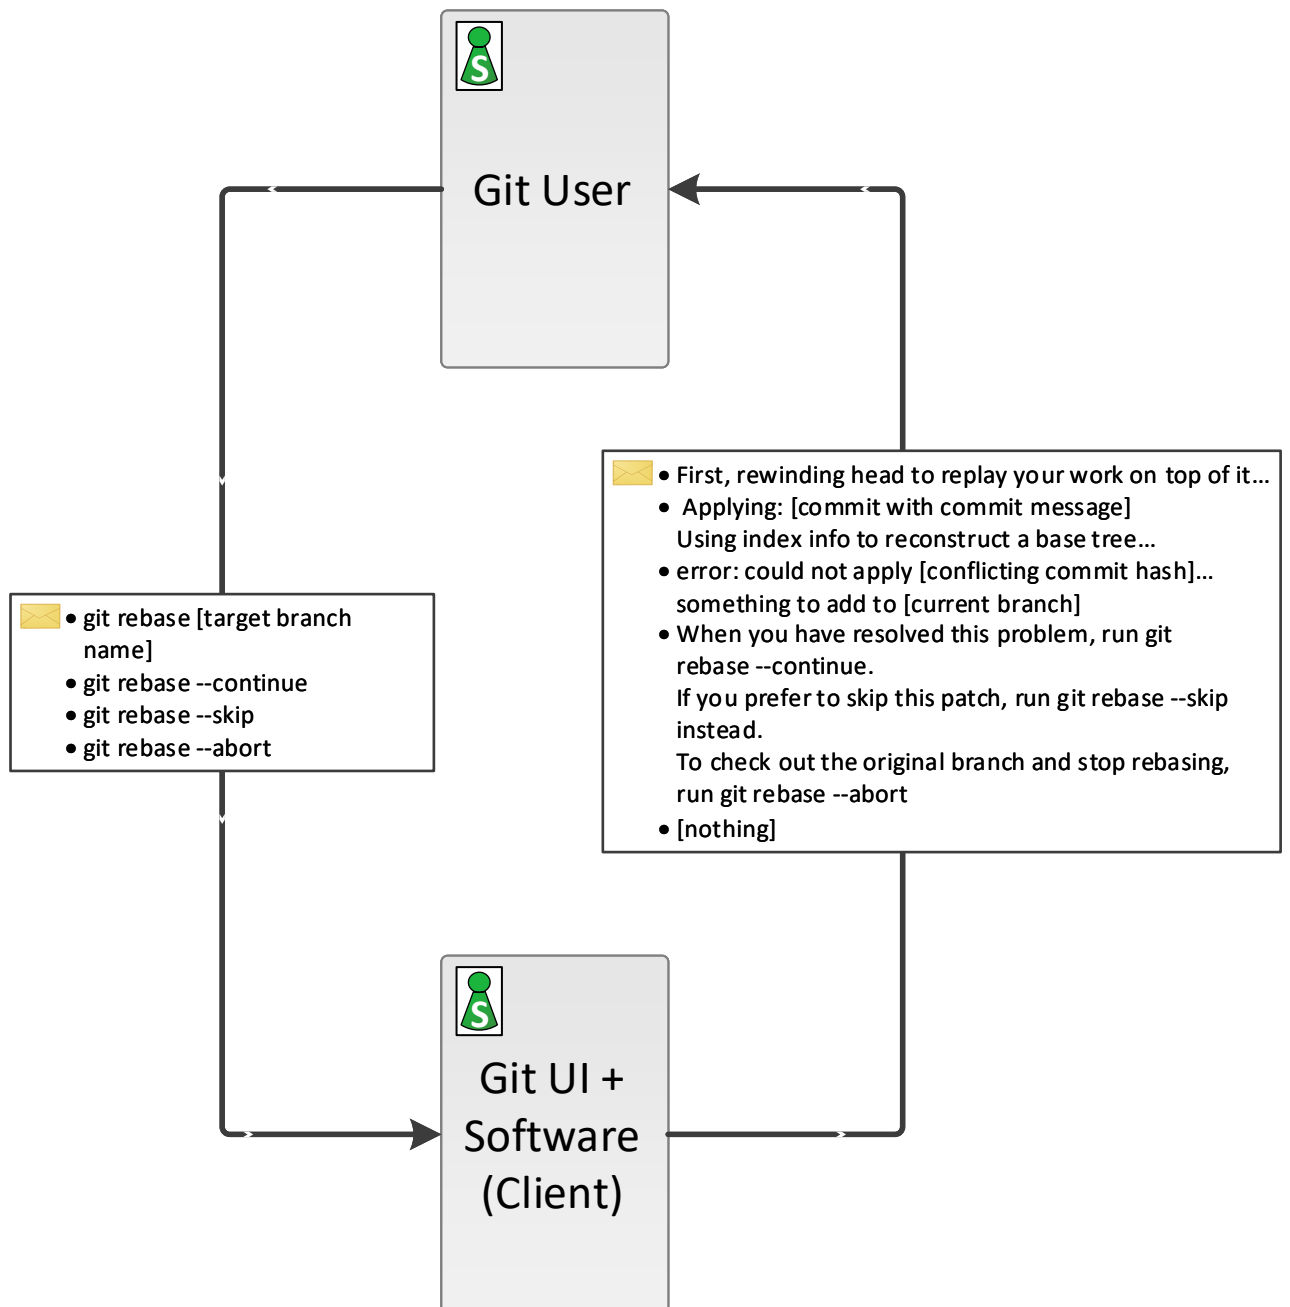 S
Git User
• First, rewinding head to replay your work on top of it...
• Applying: [commit with commit message]
Using index info to reconstruct a base tree...
• error: could not apply [conflicting commit hash]...
something to add to [current branch]
• When you have resolved this problem, run git
rebase --continue.
If you prefer to skip this patch, run git rebase --skip
instead.
To check out the original branch and stop rebasing,
run git rebase --abort
• [nothing]
• git rebase [target branch
name]
• git rebase --continue
• git rebase --skip
• git rebase --abort
S
Git UI +
Software
(Client)